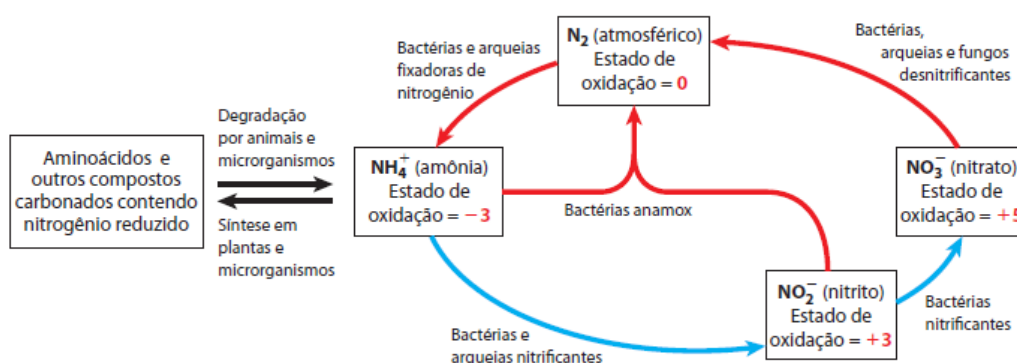 N₂ (atmosférico)
Estado de
oxidação = 0
Bactérias e arqueias
fixadoras de
nitrogênio
Bactérias,
arqueias e fungos
desnitrificantes
Degradação
por animais e
microrganismos
Aminoácidos e
outros compostos
carbonados contendo
nitrogênio reduzido
Síntese em
plantas e
microrganismos
NH₄⁺ (amônia)
Estado de
oxidação = −3
Bactérias anamox
NO₃⁻ (nitrato)
Estado de
oxidação = +5
NO₂⁻ (nitrito)
Estado de
oxidação = +3
Bactérias e
arqueias nitrificantes
Bactérias
nitrificantes